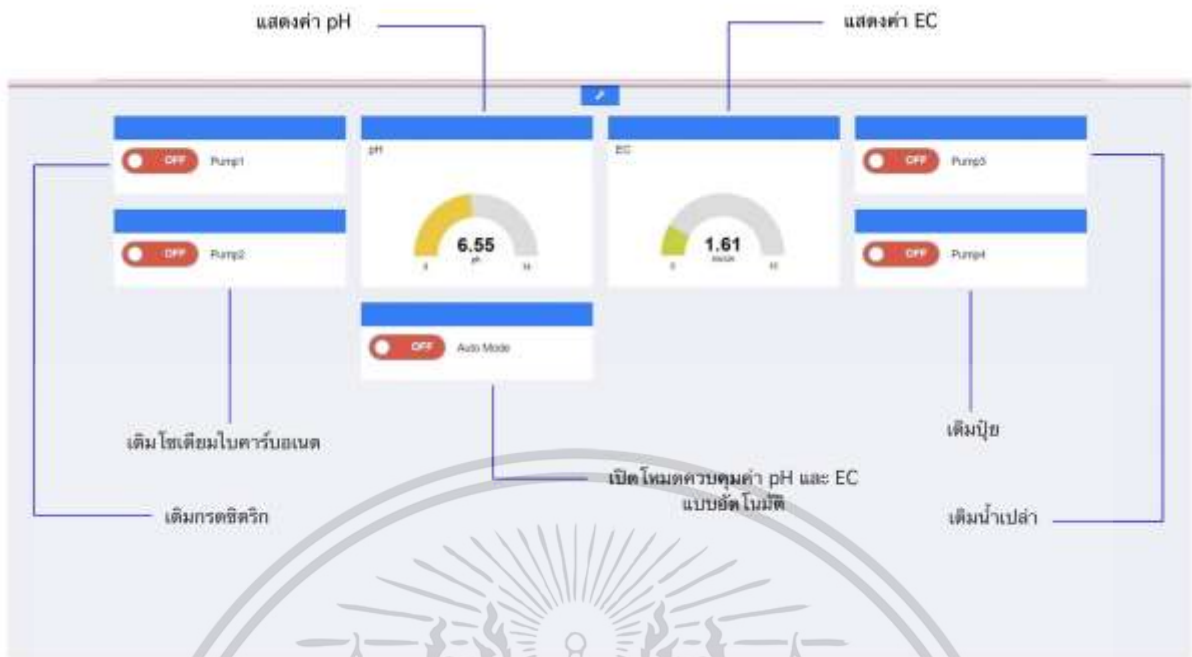 แสดงค่า pH
แสดงค่า EC
OFF Pump1
pH
EC
OFF Pump3
6.55
ph
0 14
1.61
0 10
OFF Pump2
OFF Pump4
OFF Auto Mode
เติมโซเดียมไบคาร์บอเนต
เติมปุ๋ย
เปิดโหมดควบคุมค่า pH และ EC
แบบอัตโนมัติ
เติมกรดซิตริก
เติมน้ำเปล่า